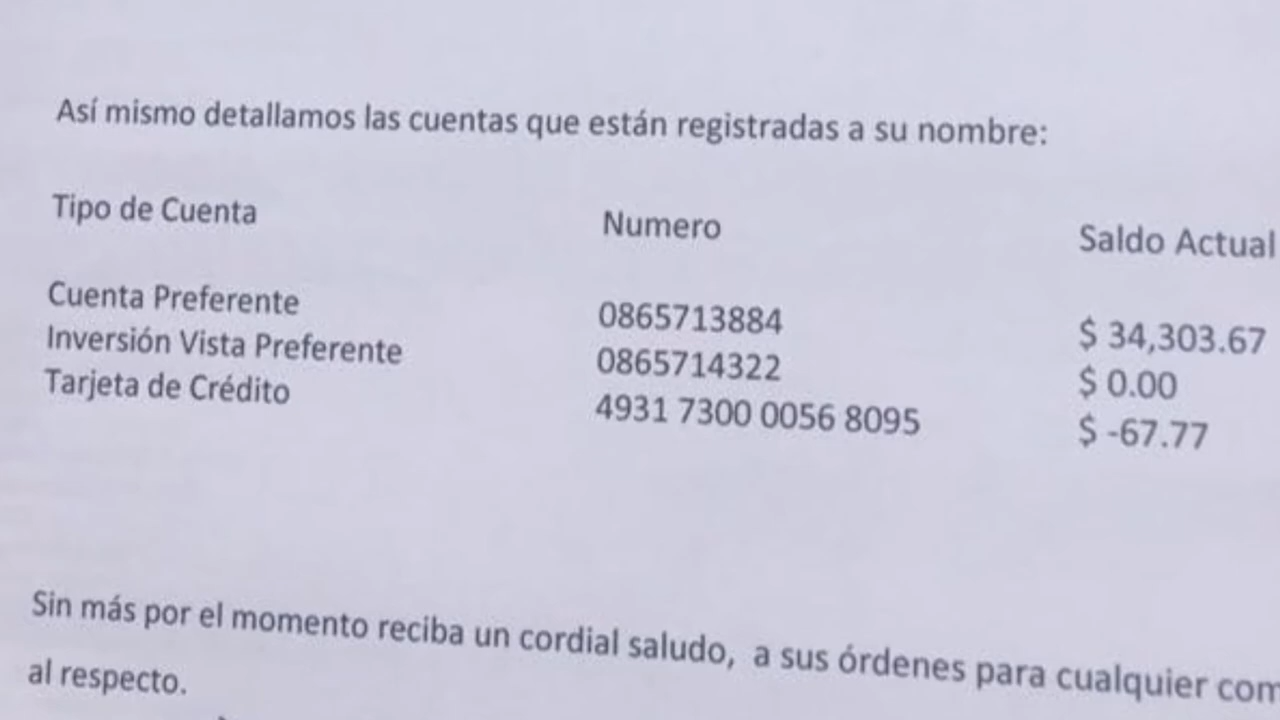 Así mismo detallamos las cuentas que están registradas a su nombre:
Tipo de Cuenta Numero Saldo Actual
Cuenta Preferente 0865713884 $ 34,303.67
Inversión Vista Preferente 0865714322 $ 0.00
Tarjeta de Crédito 4931 7300 0056 8095 $ -67.77
Sin más por el momento reciba un cordial saludo, a sus órdenes para cualquier com
al respecto.